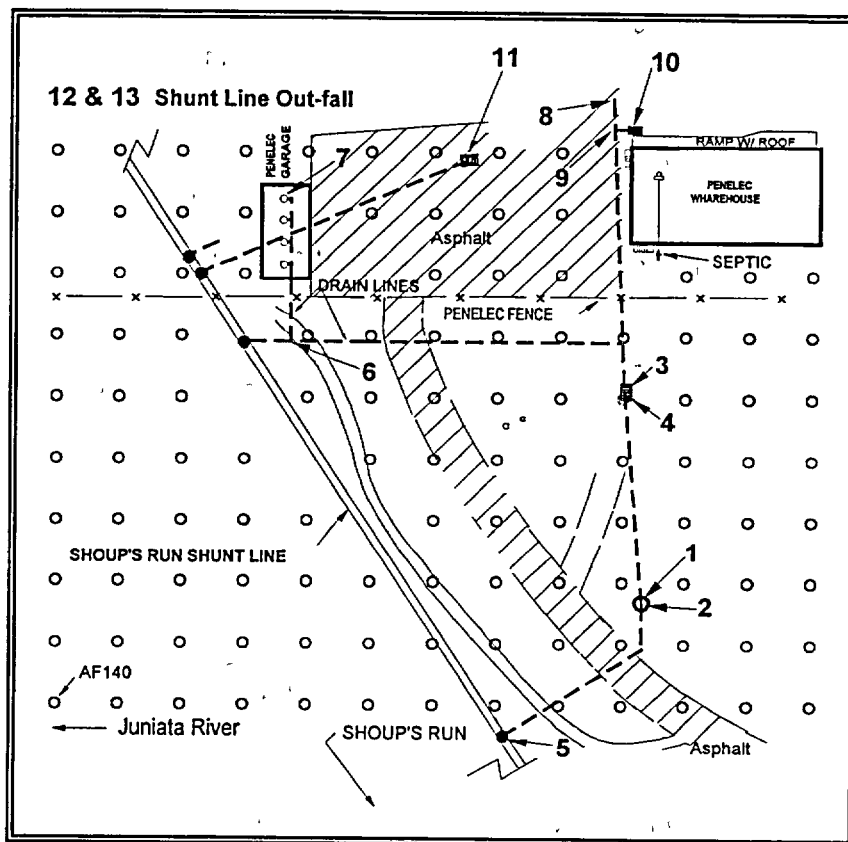 11
10
8
12 & 13 Shunt Line Out-fall
PENELEC
GARAGE
7
9
RAMP W/ ROOF
PENELEC
WHAREHOUSE
Asphalt
SEPTIC
DRAIN LINES
PENELEC FENCE
6
3
4
SHOUP'S RUN SHUNT LINE
1
2
AF140
Juniata River
SHOUP'S RUN
5
Asphalt